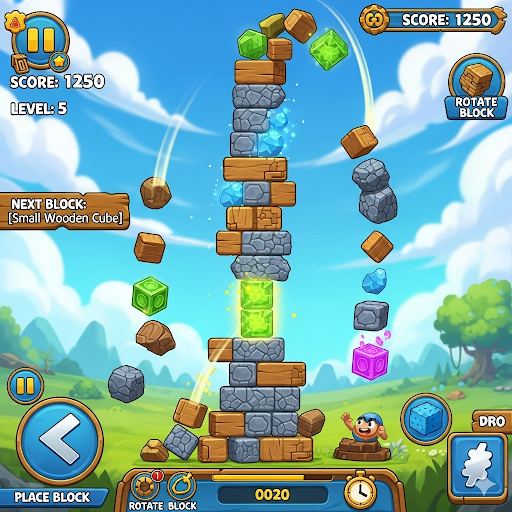 SCORE: 1250
SCORE: 1250
LEVEL: 5
ROTATE
BLOCK
NEXT BLOCK:
[Small Wooden Cube]
DRO
PLACE BLOCK
1
0020
ROTATE BLOCK